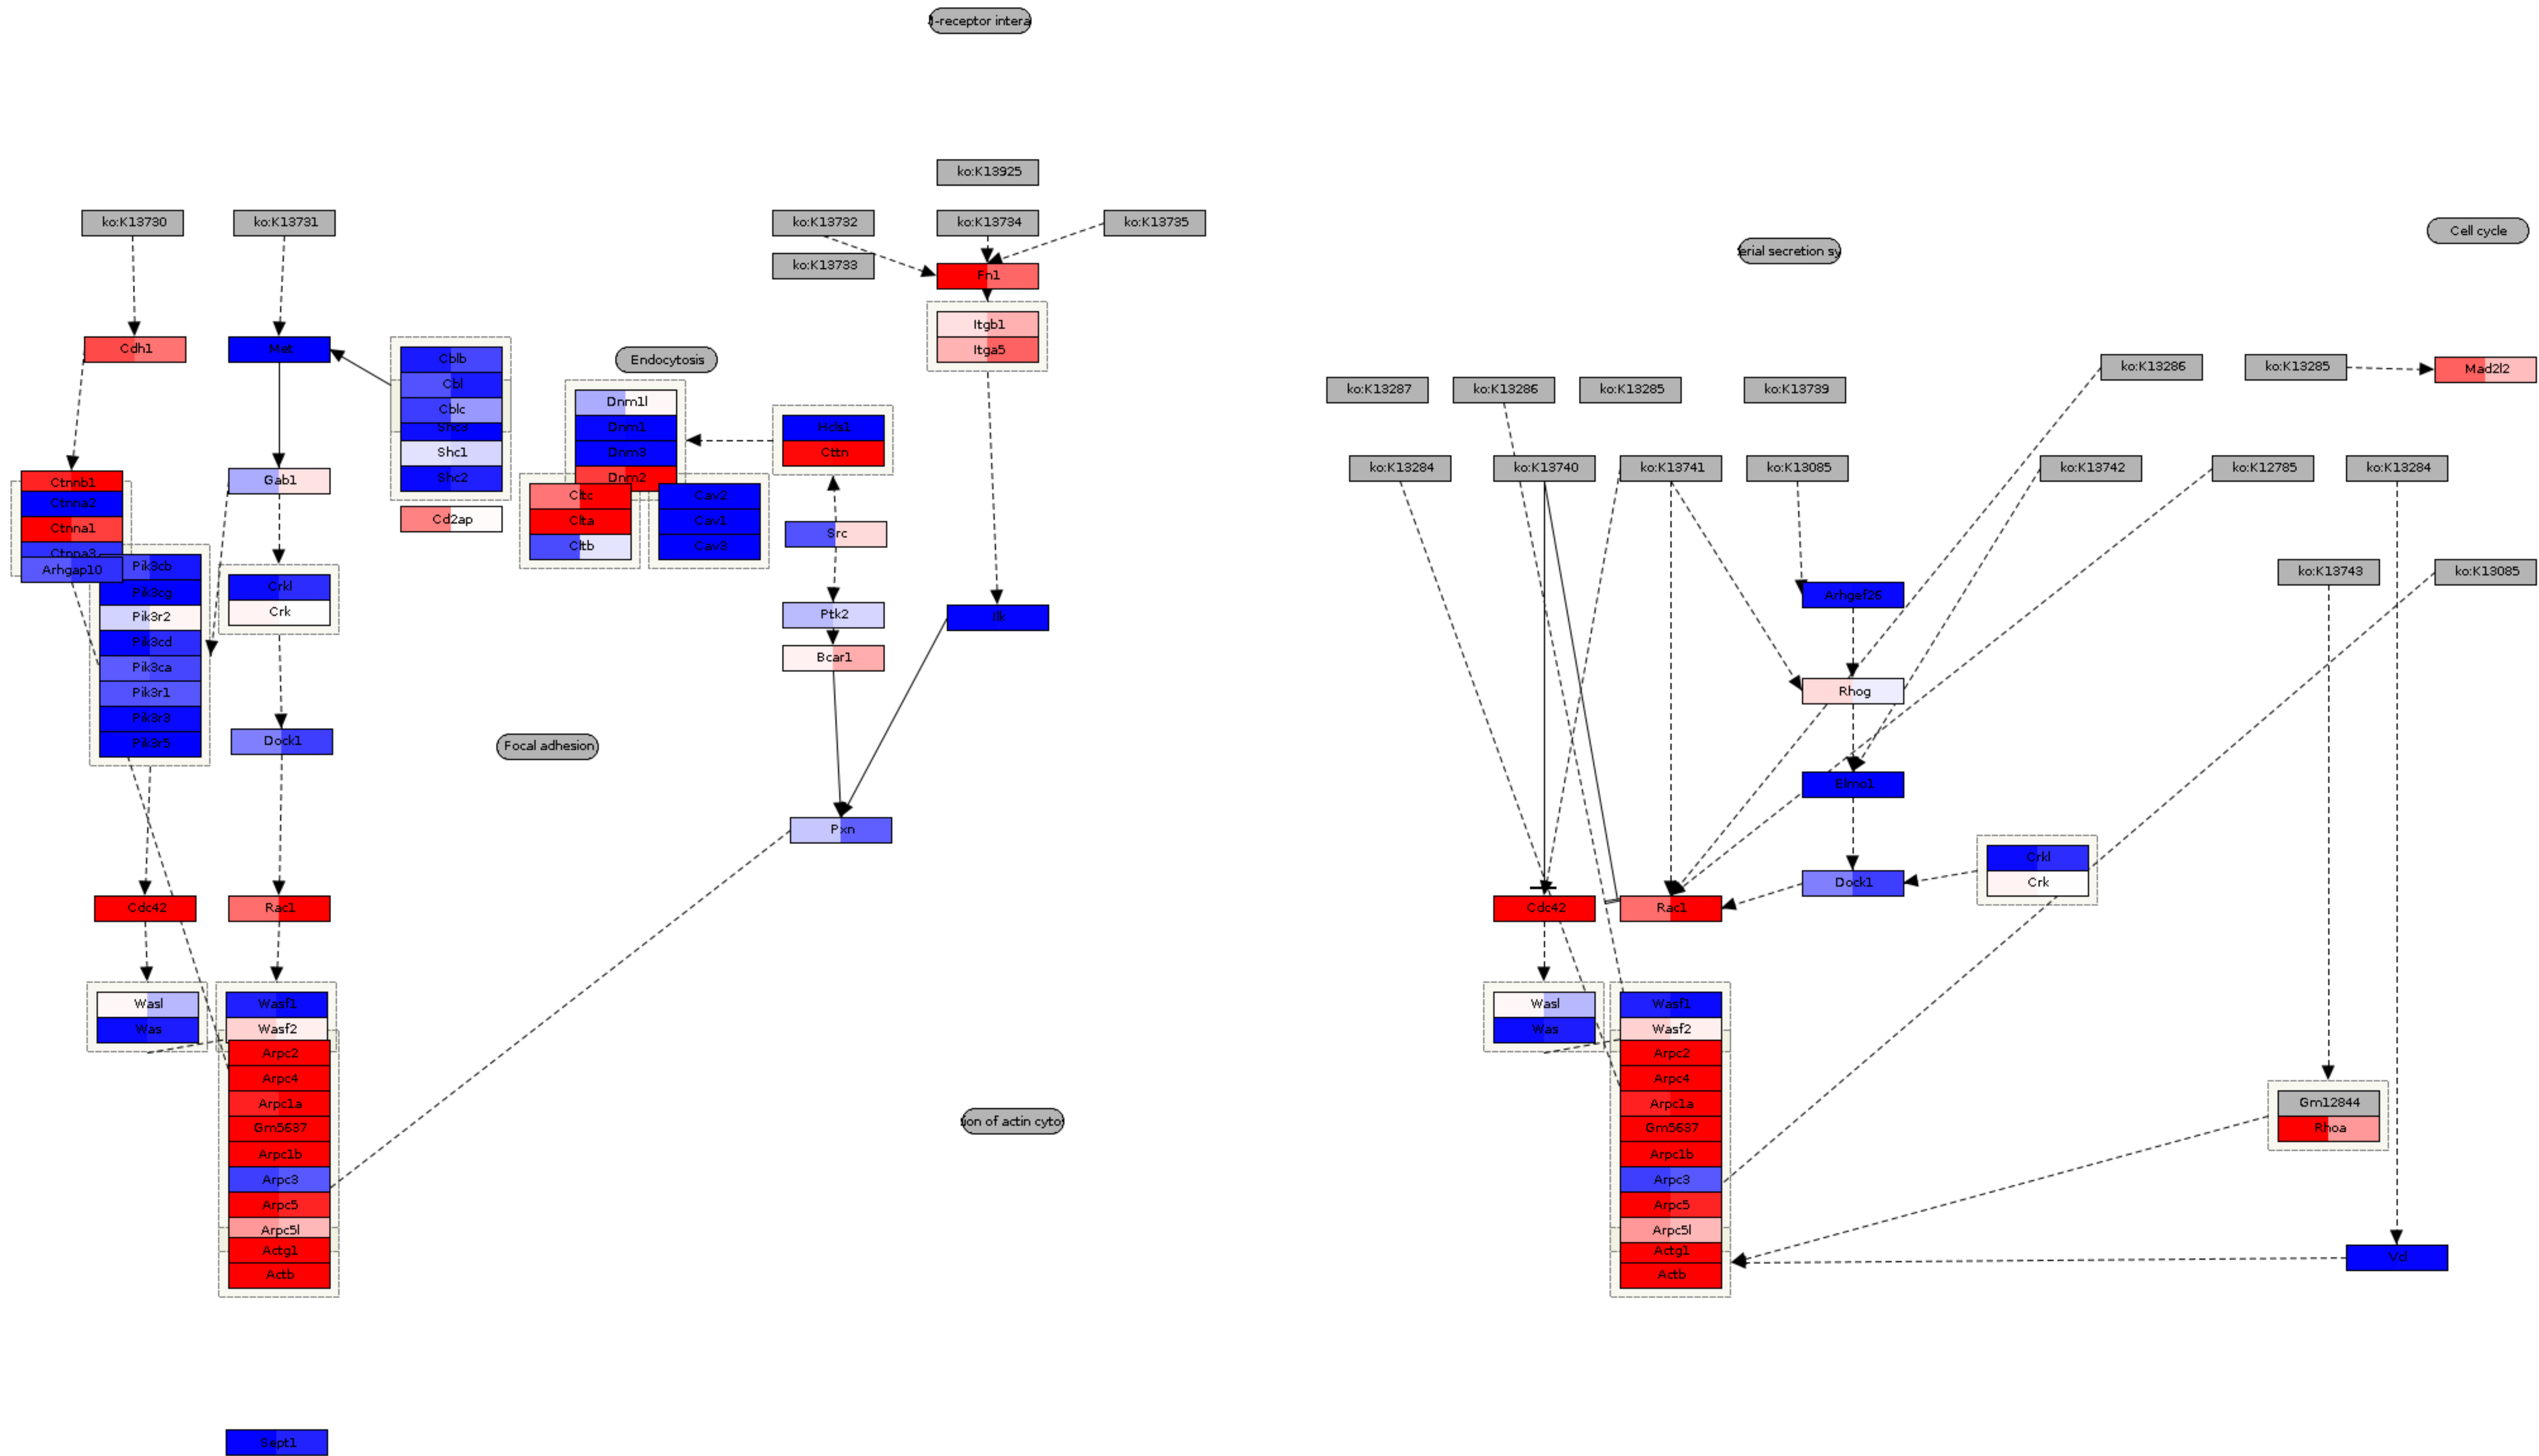 J-receptor intera
ko:K13925
ko:K13730
ko:K13731
ko:K13732
ko:K13734
ko:K13735
ko:K13733
Fn1
Itgb1
Itga5
erial secretion sy
Cell cycle
Cdh1
Met
Cblb
Cbl
Cblc
Shc3
Shc1
Shc2
Cd2ap
Endocytosis
Dnm1l
Dnm1
Dnm3
Dnm2
Cltc
Clta
Cltb
Cav2
Cav1
Cav3
Hcls1
Cttn
Src
Ptk2
Bcar1
Ilk
Pxn
Ctnnb1
Ctnna2
Ctnna1
Ctnna3
Arhgap10
Pik3cb
Pik3cg
Pik3r2
Pik3cd
Pik3ca
Pik3r1
Pik3r3
Pik3r5
Gab1
Crkl
Crk
Dock1
Focal adhesion
Cdc42
Rac1
Wasl
Was
Wasf1
Wasf2
Arpc2
Arpc4
Arpc1a
Gm5637
Arpc1b
Arpc3
Arpc5
Arpc5l
Actg1
Actb
Sept1
ion of actin cyto
ko:K13287
ko:K13286
ko:K13285
ko:K13739
ko:K13286
ko:K13285
Mad2l2
ko:K13284
ko:K13740
ko:K13741
ko:K13085
ko:K13742
ko:K12785
ko:K13284
ko:K13743
ko:K13085
Arhgef26
Rhog
Elmo1
Dock1
Crkl
Crk
Cdc42
Rac1
Wasl
Was
Wasf1
Wasf2
Arpc2
Arpc4
Arpc1a
Gm5637
Arpc1b
Arpc3
Arpc5
Arpc5l
Actg1
Actb
Gm12844
Rhoa
Vcl